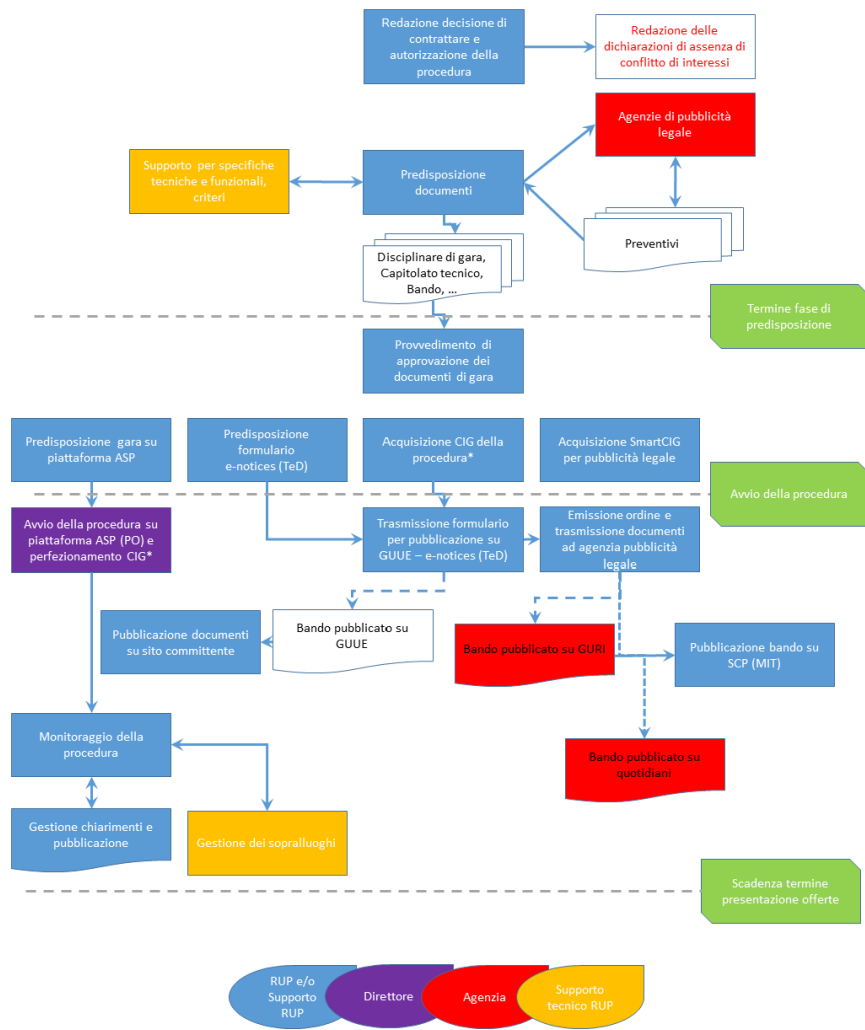 Redazione decisione di
contrattare e
autorizzazione della
procedura
Redazione delle
dichiarazioni di assenza di
conflitto di interessi
Agenzie di pubblicità
legale
Supporto per specifiche
tecniche e funzionali,
criteri
Predisposizione
documenti
Preventivi
Disciplinare di gara,
Capitolato tecnico,
Bando, ...
Termine fase di
predisposizione
Provvedimento di
approvazione dei
documenti di gara
Predisposizione gara su
piattaforma ASP
Predisposizione
formulario
e-notices (TeD)
Acquisizione CIG della
procedura*
Acquisizione SmartCIG
per pubblicità legale
Avvio della procedura
Avvio della procedura su
piattaforma ASP (PO) e
perfezionamento CIG*
Trasmissione formulario
per pubblicazione su
GUUE – e-notices (TeD)
Emissione ordine e
trasmissione documenti
ad agenzia pubblicità
legale
Pubblicazione documenti
su sito committente
Bando pubblicato su
GUUE
Bando pubblicato su GURI
Pubblicazione bando su
SCP (MIT)
Monitoraggio della
procedura
Bando pubblicato su
quotidiani
Gestione chiarimenti e
pubblicazione
Gestione dei sopralluoghi
Scadenza termine
presentazione offerte
RUP e/o
Supporto
RUP
Direttore
Agenzia
Supporto
tecnico RUP